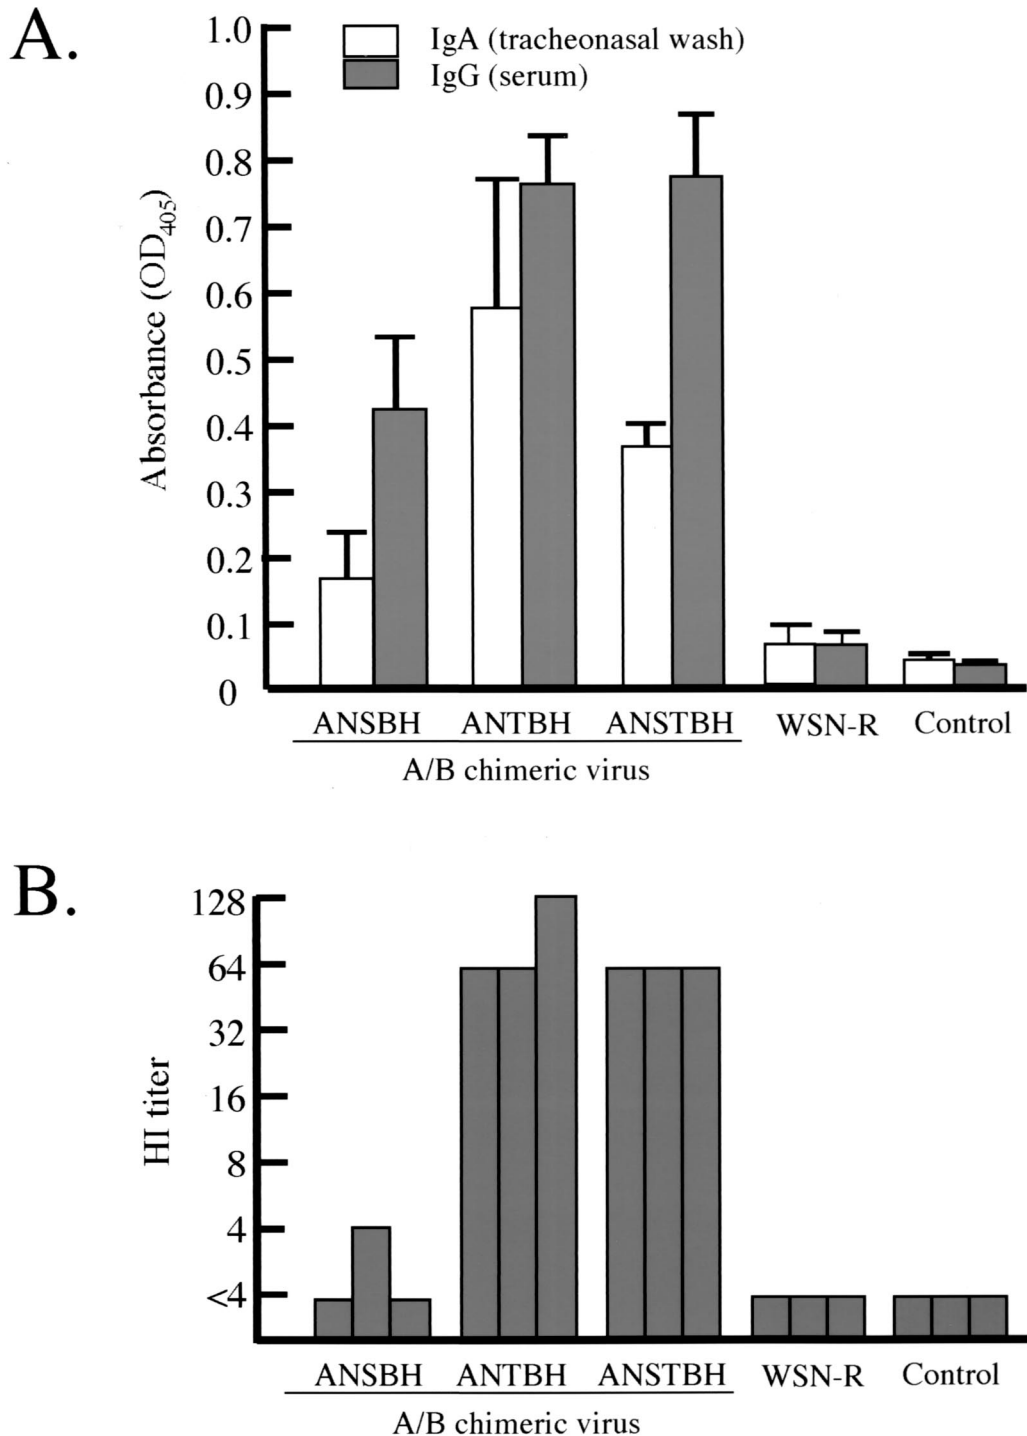 A.
1.0
0.9
0.8
0.7
0.6
0.5
0.4
0.3
0.2
0.1
0
Absorbance (OD405)
IgA (tracheonasal wash)
IgG (serum)
ANSBH ANTBH ANSTBH WSN-R Control
A/B chimeric virus
B.
128
64
32
16
8
4
<4
HI titer
ANSBH ANTBH ANSTBH WSN-R Control
A/B chimeric virus